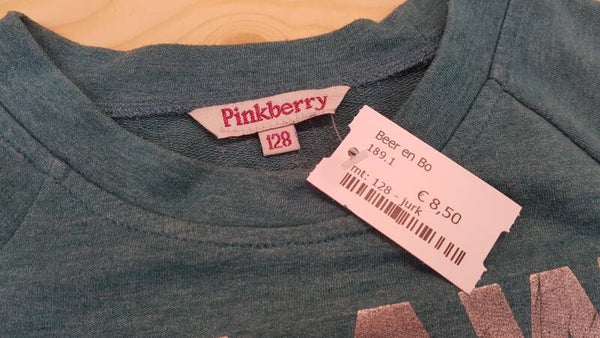 Pinkberry
128
Beer en Bo
189.1
mt: 128 - jurk
€ 8,50